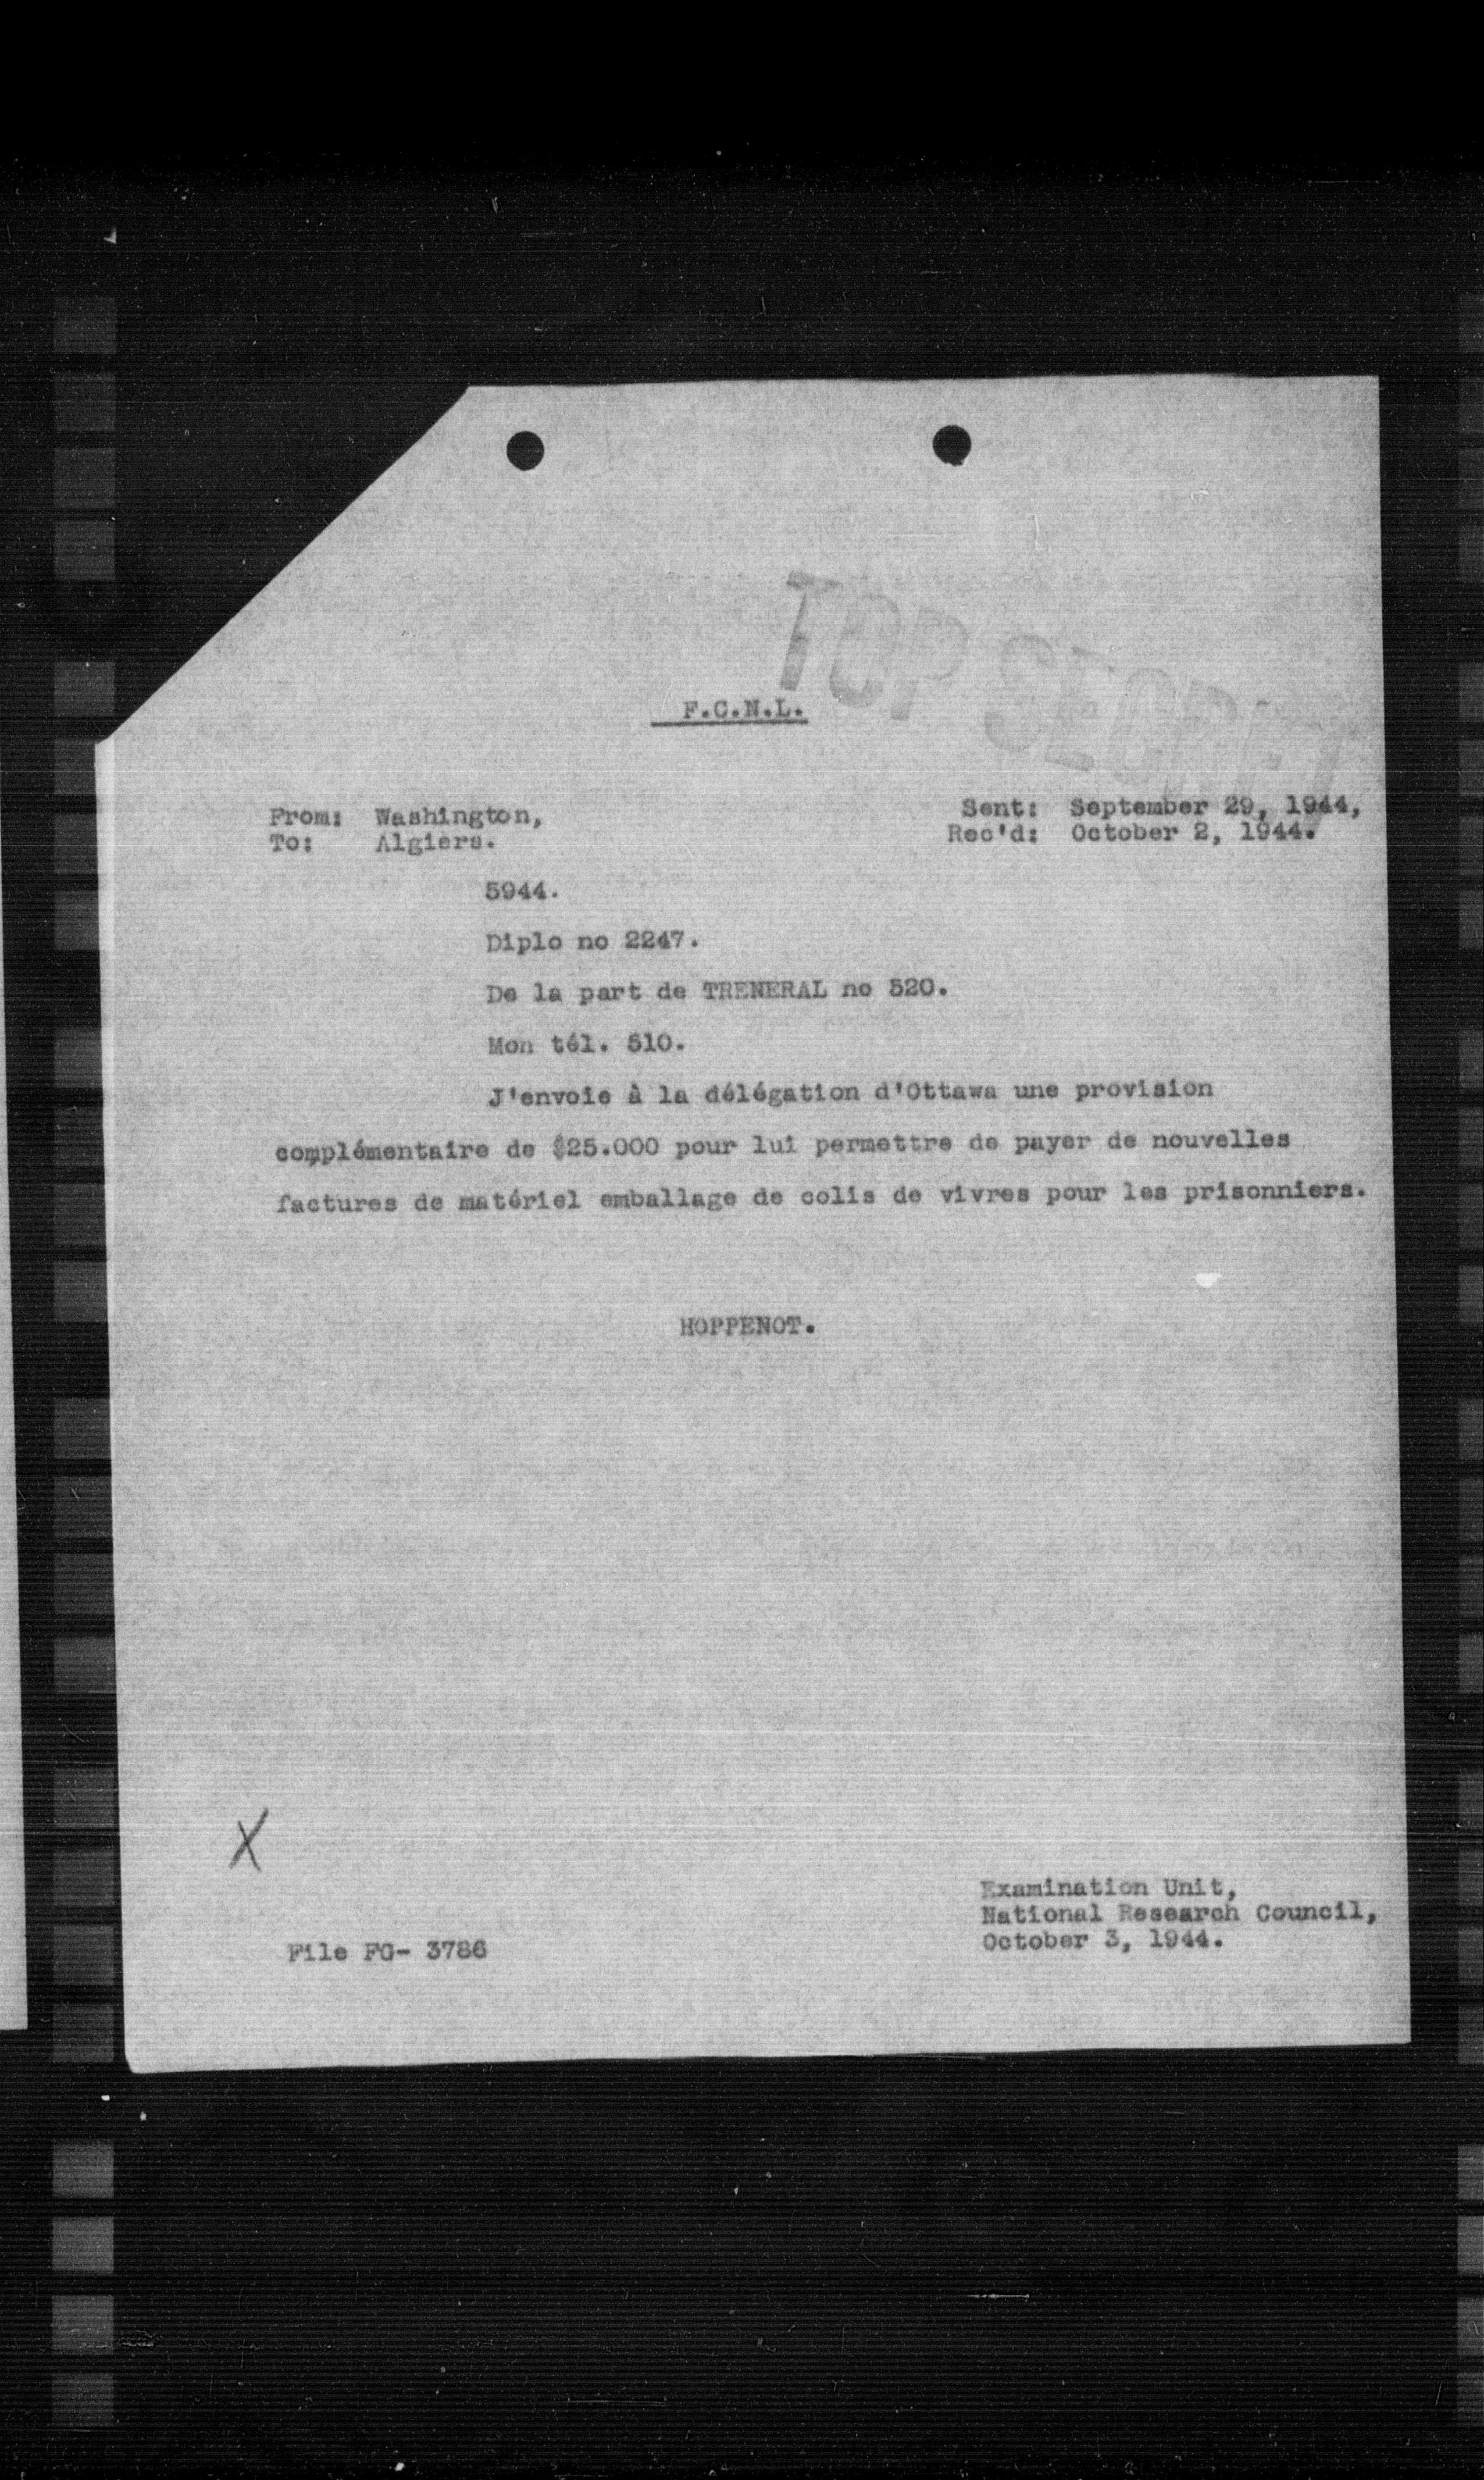 TOP SECRET
F.C.N.L.
From: Washington,
To: Algiers.
Sent: September 29, 1944,
Rec'd: October 2, 1944.
5944.
Diplo no 2247.
De la part de TRENERAL no 520.
Mon tél. 510.
J'envoie à la délégation d'Ottawa une provision
complémentaire de $25.000 pour lui permettre de payer de nouvelles
factures de matériel emballage de colis de vivres pour les prisonniers.
HOPPENOT.
X
Examination Unit,
National Research Council,
October 3, 1944.
File FG- 3786